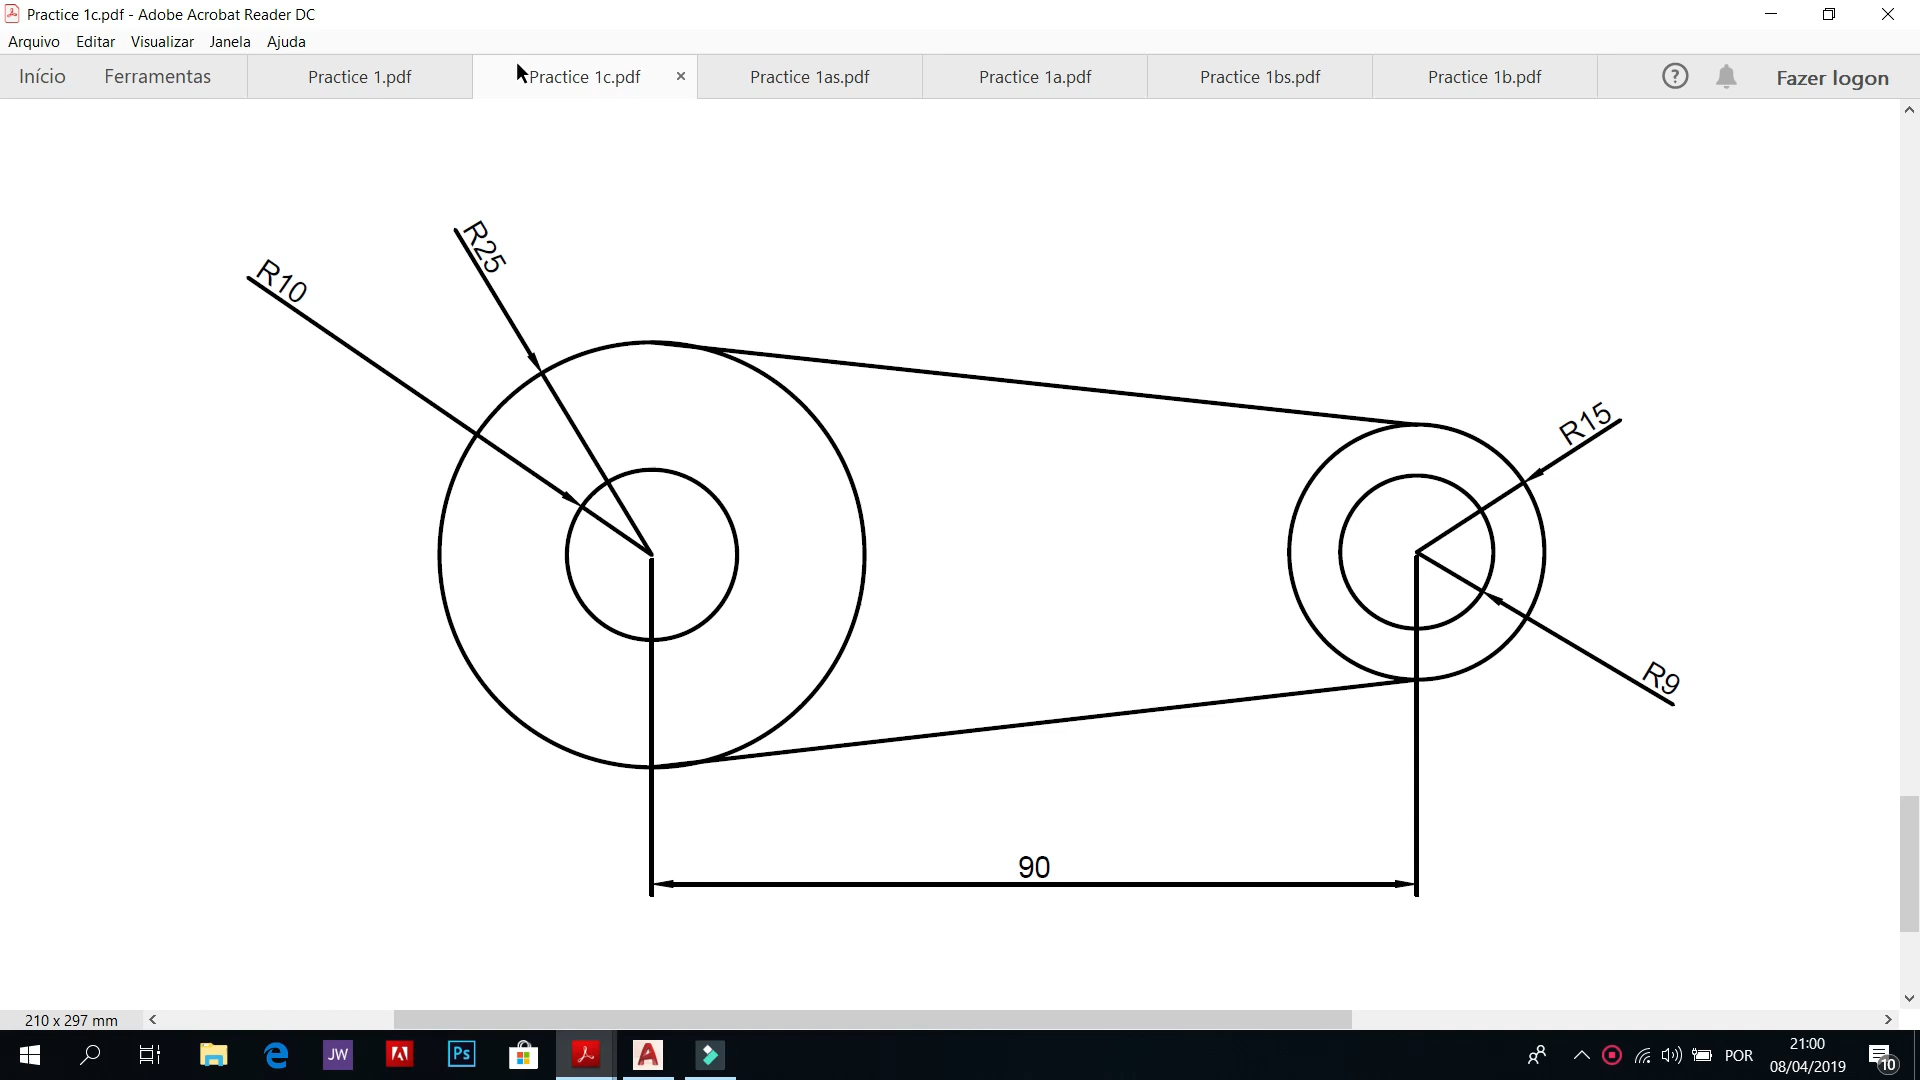 Practice 1c.pdf - Adobe Acrobat Reader DC
Arquivo Editar Visualizar Janela Ajuda
Início Ferramentas Practice 1.pdf Practice 1c.pdf × Practice 1as.pdf Practice 1a.pdf Practice 1bs.pdf Practice 1b.pdf ? Fazer logon
R25
R10
R15
R9
90
210 x 297 mm
JW Ps POR 21:00
08/04/2019 10